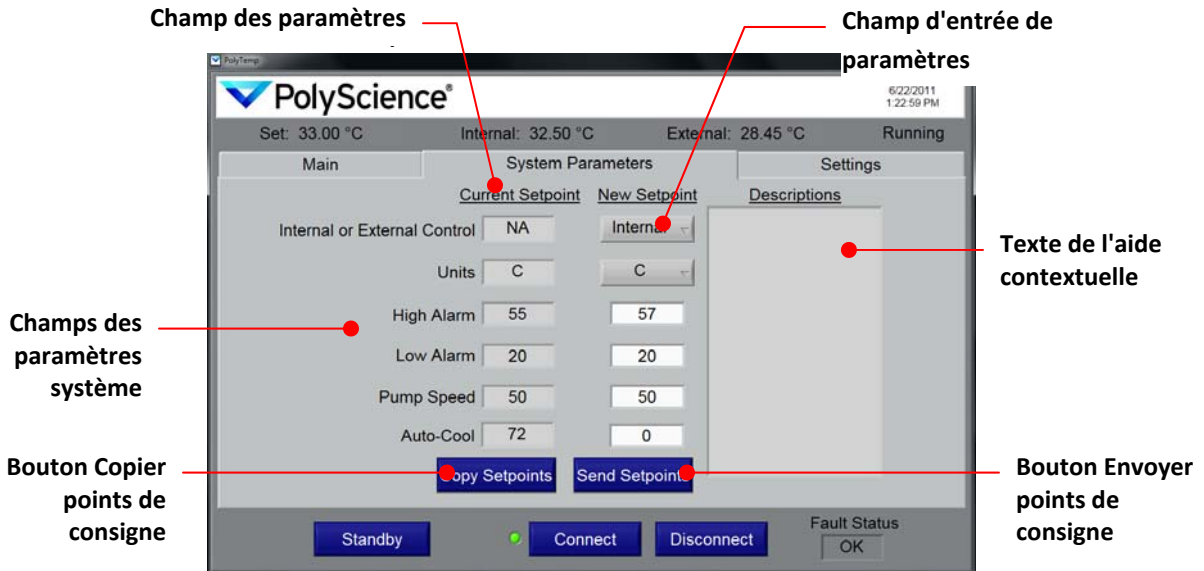 Champ des paramètres
Champ d'entrée de
paramètres
PolyTemp
PolyScience®
6/22/2011
1:22:59 PM
Set: 33.00 °C Internal: 32.50 °C External: 28.45 °C Running
Main System Parameters Settings
Current Setpoint New Setpoint Descriptions
Internal or External Control NA Internal
Units C C
High Alarm 55 57
Low Alarm 20 20
Pump Speed 50 50
Auto-Cool 72 0
Copy Setpoints Send Setpoints
Standby Connect Disconnect
Fault Status
OK
Texte de l'aide
contextuelle
Champs des
paramètres
système
Bouton Copier
points de
consigne
Bouton Envoyer
points de
consigne